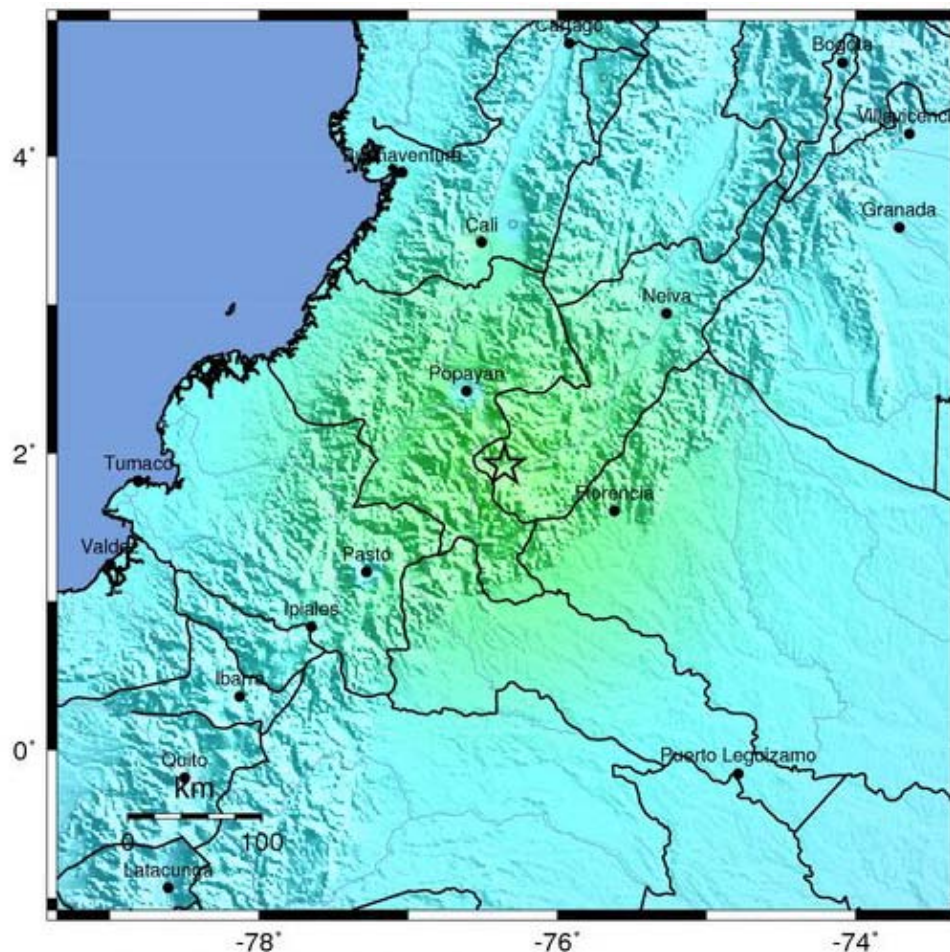 Cartago
Bogota
Villavicenci
4°
Buenaventura
Granada
Cali
Neiva
Popayan
2°
Tumaco
Florencia
Valdez
Pasto
Ipiales
Ibarra
0°
Puerto Leguizamo
Quito
Km
0 100
Latacunga
-78° -76° -74°